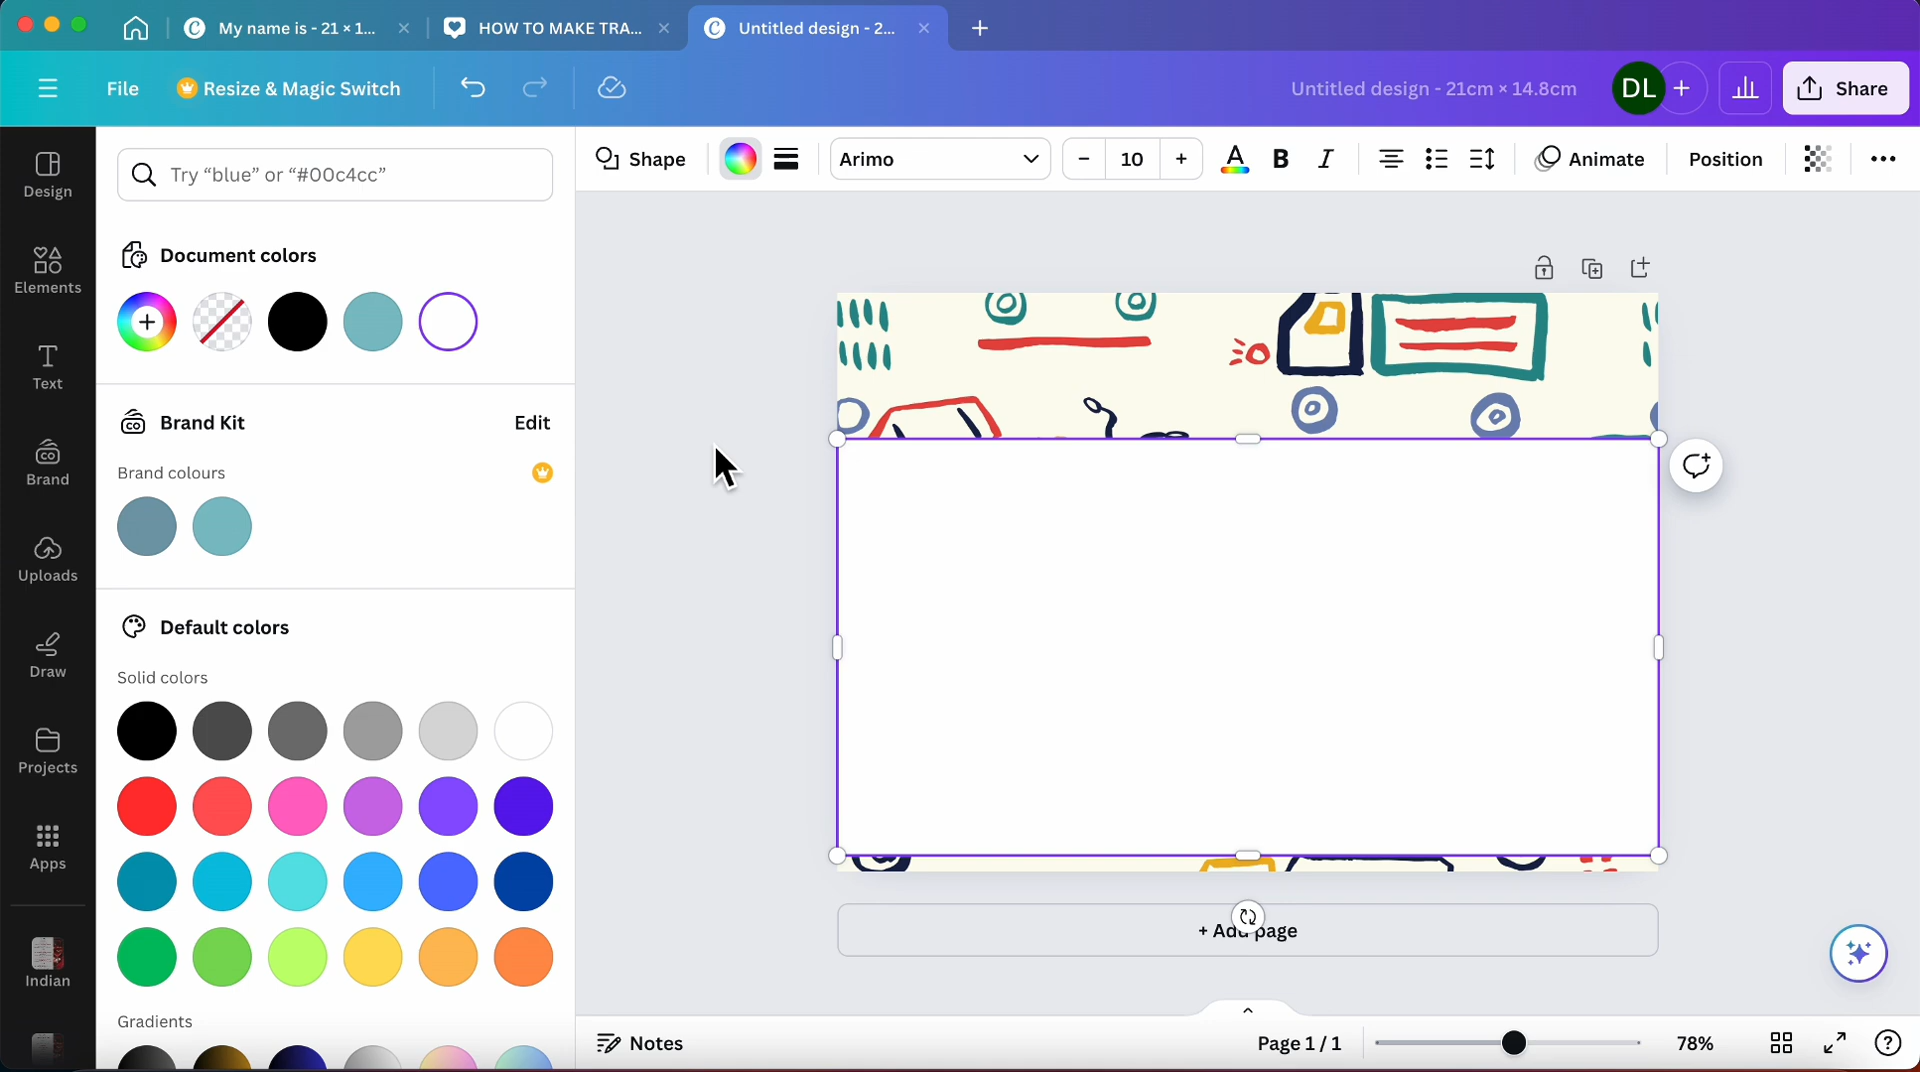 My name is - 21 × 1...
HOW TO MAKE TRA...
Untitled design - 2...
File
Resize & Magic Switch
Untitled design - 21cm × 14.8cm
DL
Share
Design
Elements
Text
Brand
Uploads
Draw
Projects
Apps
Indian
Try “blue” or “#00c4cc”
Document colors
Brand Kit
Edit
Brand colours
Default colors
Solid colors
Gradients
Shape
Arimo
10
A
B
I
Animate
Position
+ Add page
Notes
Page 1 / 1
78%